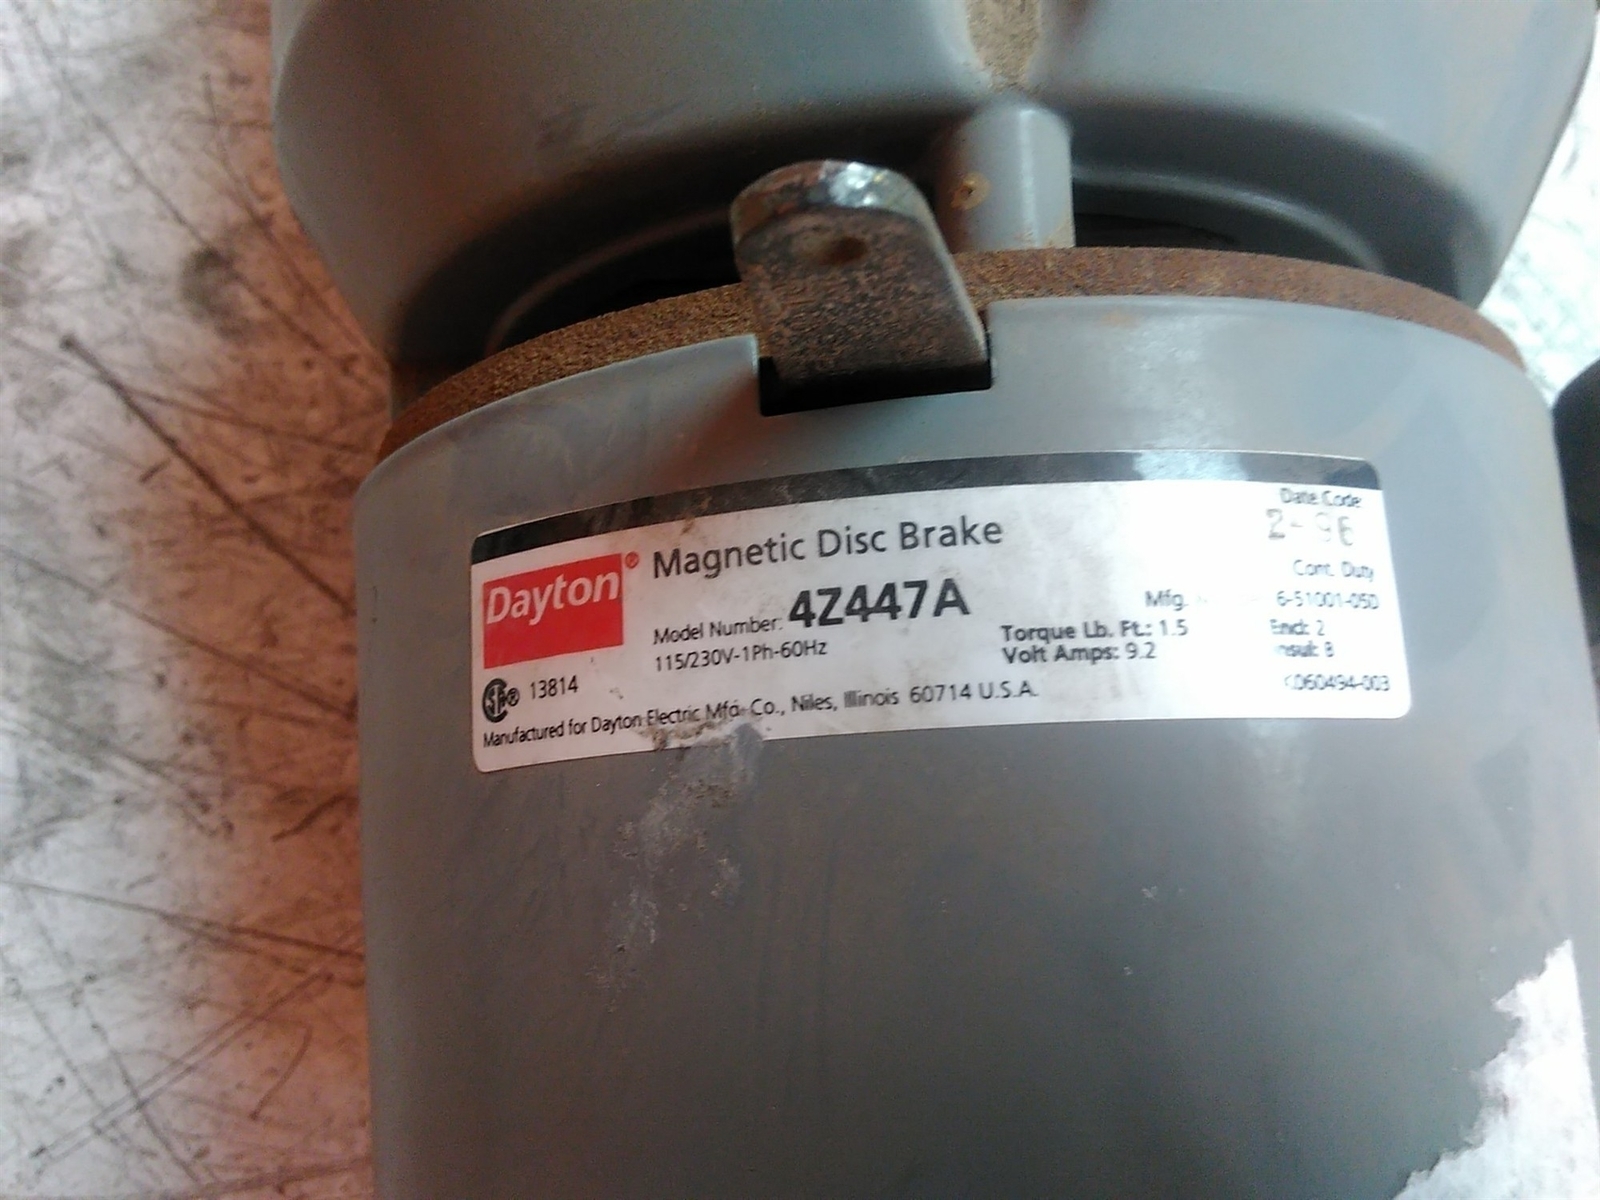 Dayton®
Magnetic Disc Brake
Model Number: 4Z447A
115/230V-1Ph-60Hz
Date Code
2-96
Cont. Duty
Mfg. 6-51001-05D
Torque Lb. Ft.: 1.5
Encl: 2
Volt Amps: 9.2
Insul: B
® 13814
060494-003
Manufactured for Dayton Electric Mfg. Co., Niles, Illinois 60714 U.S.A.